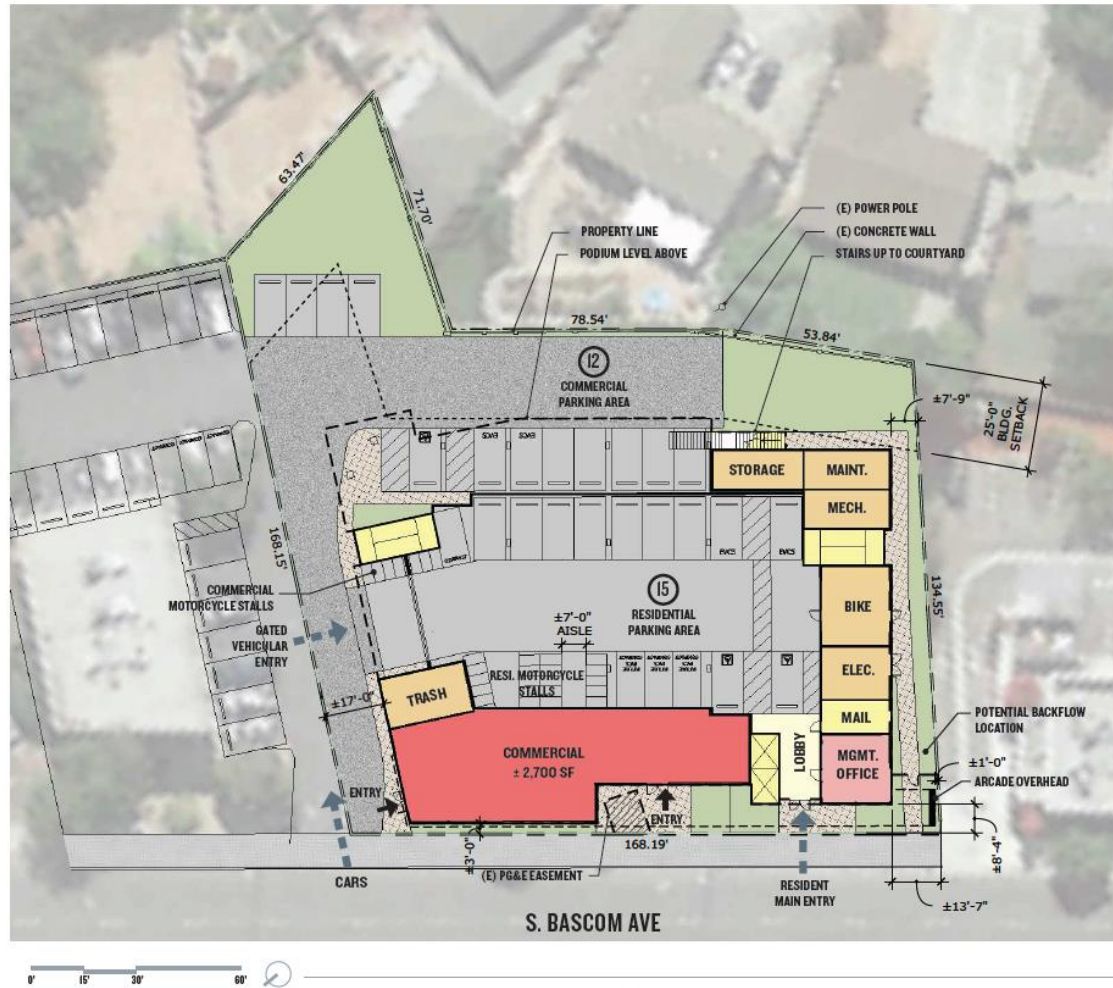 63.47'
71.70'
(E) POWER POLE
(E) CONCRETE WALL
STAIRS UP TO COURTYARD
PROPERTY LINE
PODIUM LEVEL ABOVE
78.54'
53.84'
12
COMMERCIAL
PARKING AREA
±7'-9"
25'-0"
BLDG.
SETBACK
EVCS
EVCS
STORAGE
MAINT.
MECH.
168.15'
COMPACT
EVCS
EVCS
COMMERCIAL
MOTORCYCLE STALLS
GATED
VEHICULAR
ENTRY
15
RESIDENTIAL
PARKING AREA
±7'-0"
AISLE
BIKE
134.55'
RESI. MOTORCYCLE
STALLS
ELEC.
TRASH
±17'-0"
MAIL
POTENTIAL BACKFLOW
LOCATION
COMMERCIAL
± 2,700 SF
LOBBY
MGMT.
OFFICE
±1'-0"
ARCADE OVERHEAD
ENTRY
ENTRY
±3'-0"
168.19'
±8'-4"
CARS
(E) PG&E EASEMENT
RESIDENT
MAIN ENTRY
±13'-7"
S. BASCOM AVE
0' 15' 30' 60'